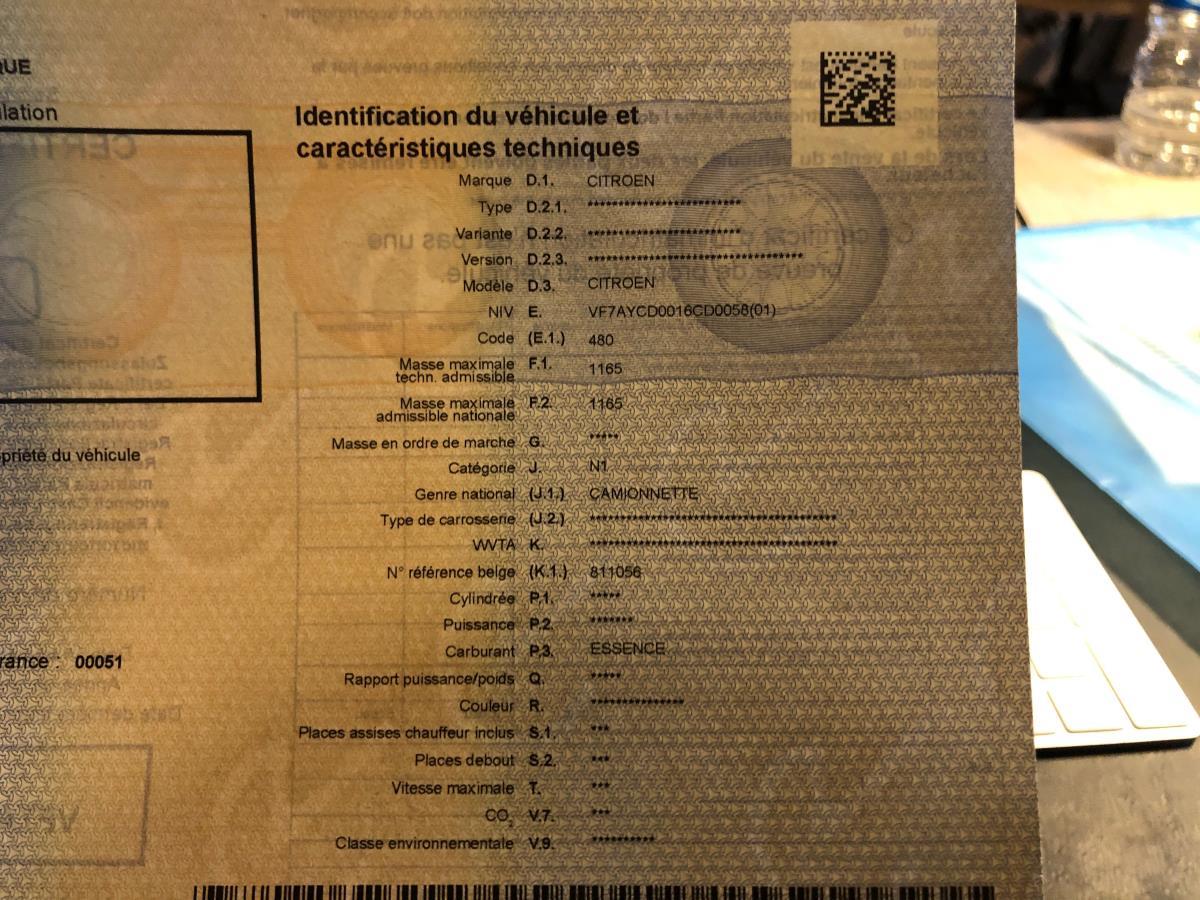 QUE
lation
Identification du véhicule et
caractéristiques techniques
Marque D.1. CITROEN
Type D.2.1. **********************
Variante D.2.2. **********************
Version D.2.3. *******************************
Modèle D.3. CITROEN
NIV E. VF7AYCD0016CD0058(01)
Code (E.1.) 480
Masse maximale F.1. 1165
techn. admissible
Masse maximale F.2. 1165
admissible nationale
Masse en ordre de marche G. *****
Catégorie J. N1
priété du véhicule
Genre national (J.1.) CAMIONNETTE
Type de carrosserie (J.2.) ***********************************
WVTA K. ***********************************
N° référence belge (K.1.) 811056
Cylindrée P.1. *****
Puissance P.2. *******
Carburant P.3. ESSENCE
rance : 00051
Rapport puissance/poids Q. *****
Couleur R. ***************
Places assises chauffeur inclus S.1. ***
Places debout S.2. ***
Vitesse maximale T. ***
CO₂ V.7. ***
Classe environnementale V.9. **********